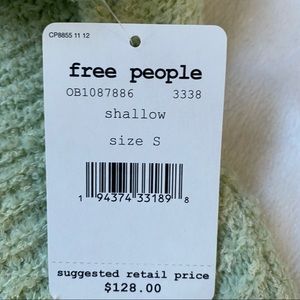 CP8855 11 12
free people
OB1087886 3338
shallow
size S
1 94374 33189 8
suggested retail price
$128.00